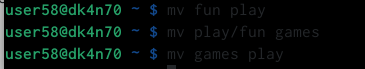 user58@dk4n70 ~ $ mv fun play
user58@dk4n70 ~ $ mv play/fun games
user58@dk4n70 ~ $ mv games play